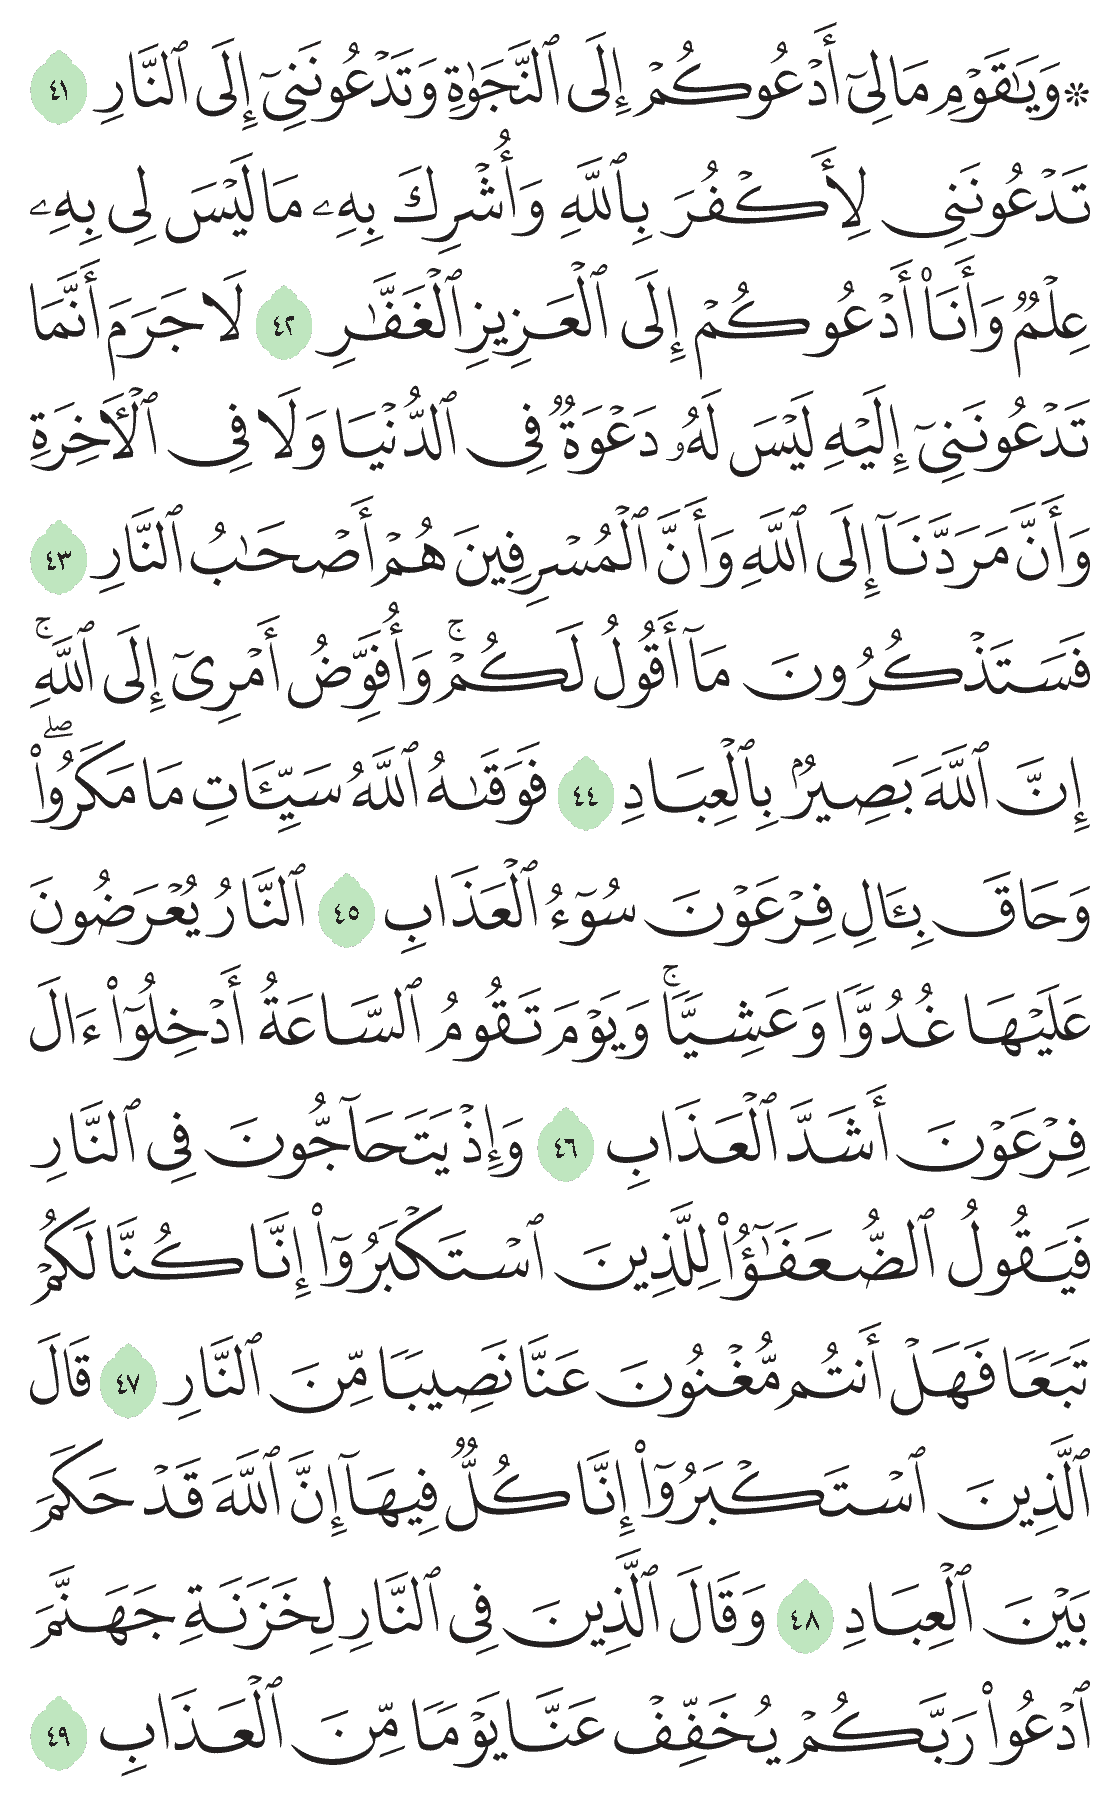 ۞ وَيَٰقَوۡمِ مَالِيٓ أَدۡعُوكُمۡ إِلَى ٱلنَّجَوٰةِ وَتَدۡعُونَنِيٓ إِلَى ٱلنَّارِ ٤١
تَدۡعُونَنِي لِأَكۡفُرَ بِٱللَّهِ وَأُشۡرِكَ بِهِۦ مَا لَيۡسَ لِي بِهِۦ
عِلۡمٞ وَأَنَا۠ أَدۡعُوكُمۡ إِلَى ٱلۡعَزِيزِ ٱلۡغَفَّٰرِ ٤٢ لَا جَرَمَ أَنَّمَا
تَدۡعُونَنِيٓ إِلَيۡهِ لَيۡسَ لَهُۥ دَعۡوَةٞ فِي ٱلدُّنۡيَا وَلَا فِي ٱلۡأٓخِرَةِ
وَأَنَّ مَرَدَّنَآ إِلَى ٱللَّهِ وَأَنَّ ٱلۡمُسۡرِفِينَ هُمۡ أَصۡحَٰبُ ٱلنَّارِ ٤٣
فَسَتَذۡكُرُونَ مَآ أَقُولُ لَكُمۡۚ وَأُفَوِّضُ أَمۡرِيٓ إِلَى ٱللَّهِۚ
إِنَّ ٱللَّهَ بَصِيرُۢ بِٱلۡعِبَادِ ٤٤ فَوَقَىٰهُ ٱللَّهُ سَيِّـَٔاتِ مَا مَكَرُواْۖ
وَحَاقَ بِـَٔالِ فِرۡعَوۡنَ سُوٓءُ ٱلۡعَذَابِ ٤٥ ٱلنَّارُ يُعۡرَضُونَ
عَلَيۡهَا غُدُوّٗا وَعَشِيّٗاۚ وَيَوۡمَ تَقُومُ ٱلسَّاعَةُ أَدۡخِلُوٓاْ ءَالَ
فِرۡعَوۡنَ أَشَدَّ ٱلۡعَذَابِ ٤٦ وَإِذۡ يَتَحَآجُّونَ فِي ٱلنَّارِ
فَيَقُولُ ٱلضُّعَفَٰٓؤُاْ لِلَّذِينَ ٱسۡتَكۡبَرُوٓاْ إِنَّا كُنَّا لَكُمۡ
تَبَعٗا فَهَلۡ أَنتُم مُّغۡنُونَ عَنَّا نَصِيبٗا مِّنَ ٱلنَّارِ ٤٧ قَالَ
ٱلَّذِينَ ٱسۡتَكۡبَرُوٓاْ إِنَّا كُلّٞ فِيهَآ إِنَّ ٱللَّهَ قَدۡ حَكَمَ
بَيۡنَ ٱلۡعِبَادِ ٤٨ وَقَالَ ٱلَّذِينَ فِي ٱلنَّارِ لِخَزَنَةِ جَهَنَّمَ
ٱدۡعُواْ رَبَّكُمۡ يُخَفِّفۡ عَنَّا يَوۡمٗا مِّنَ ٱلۡعَذَابِ ٤٩